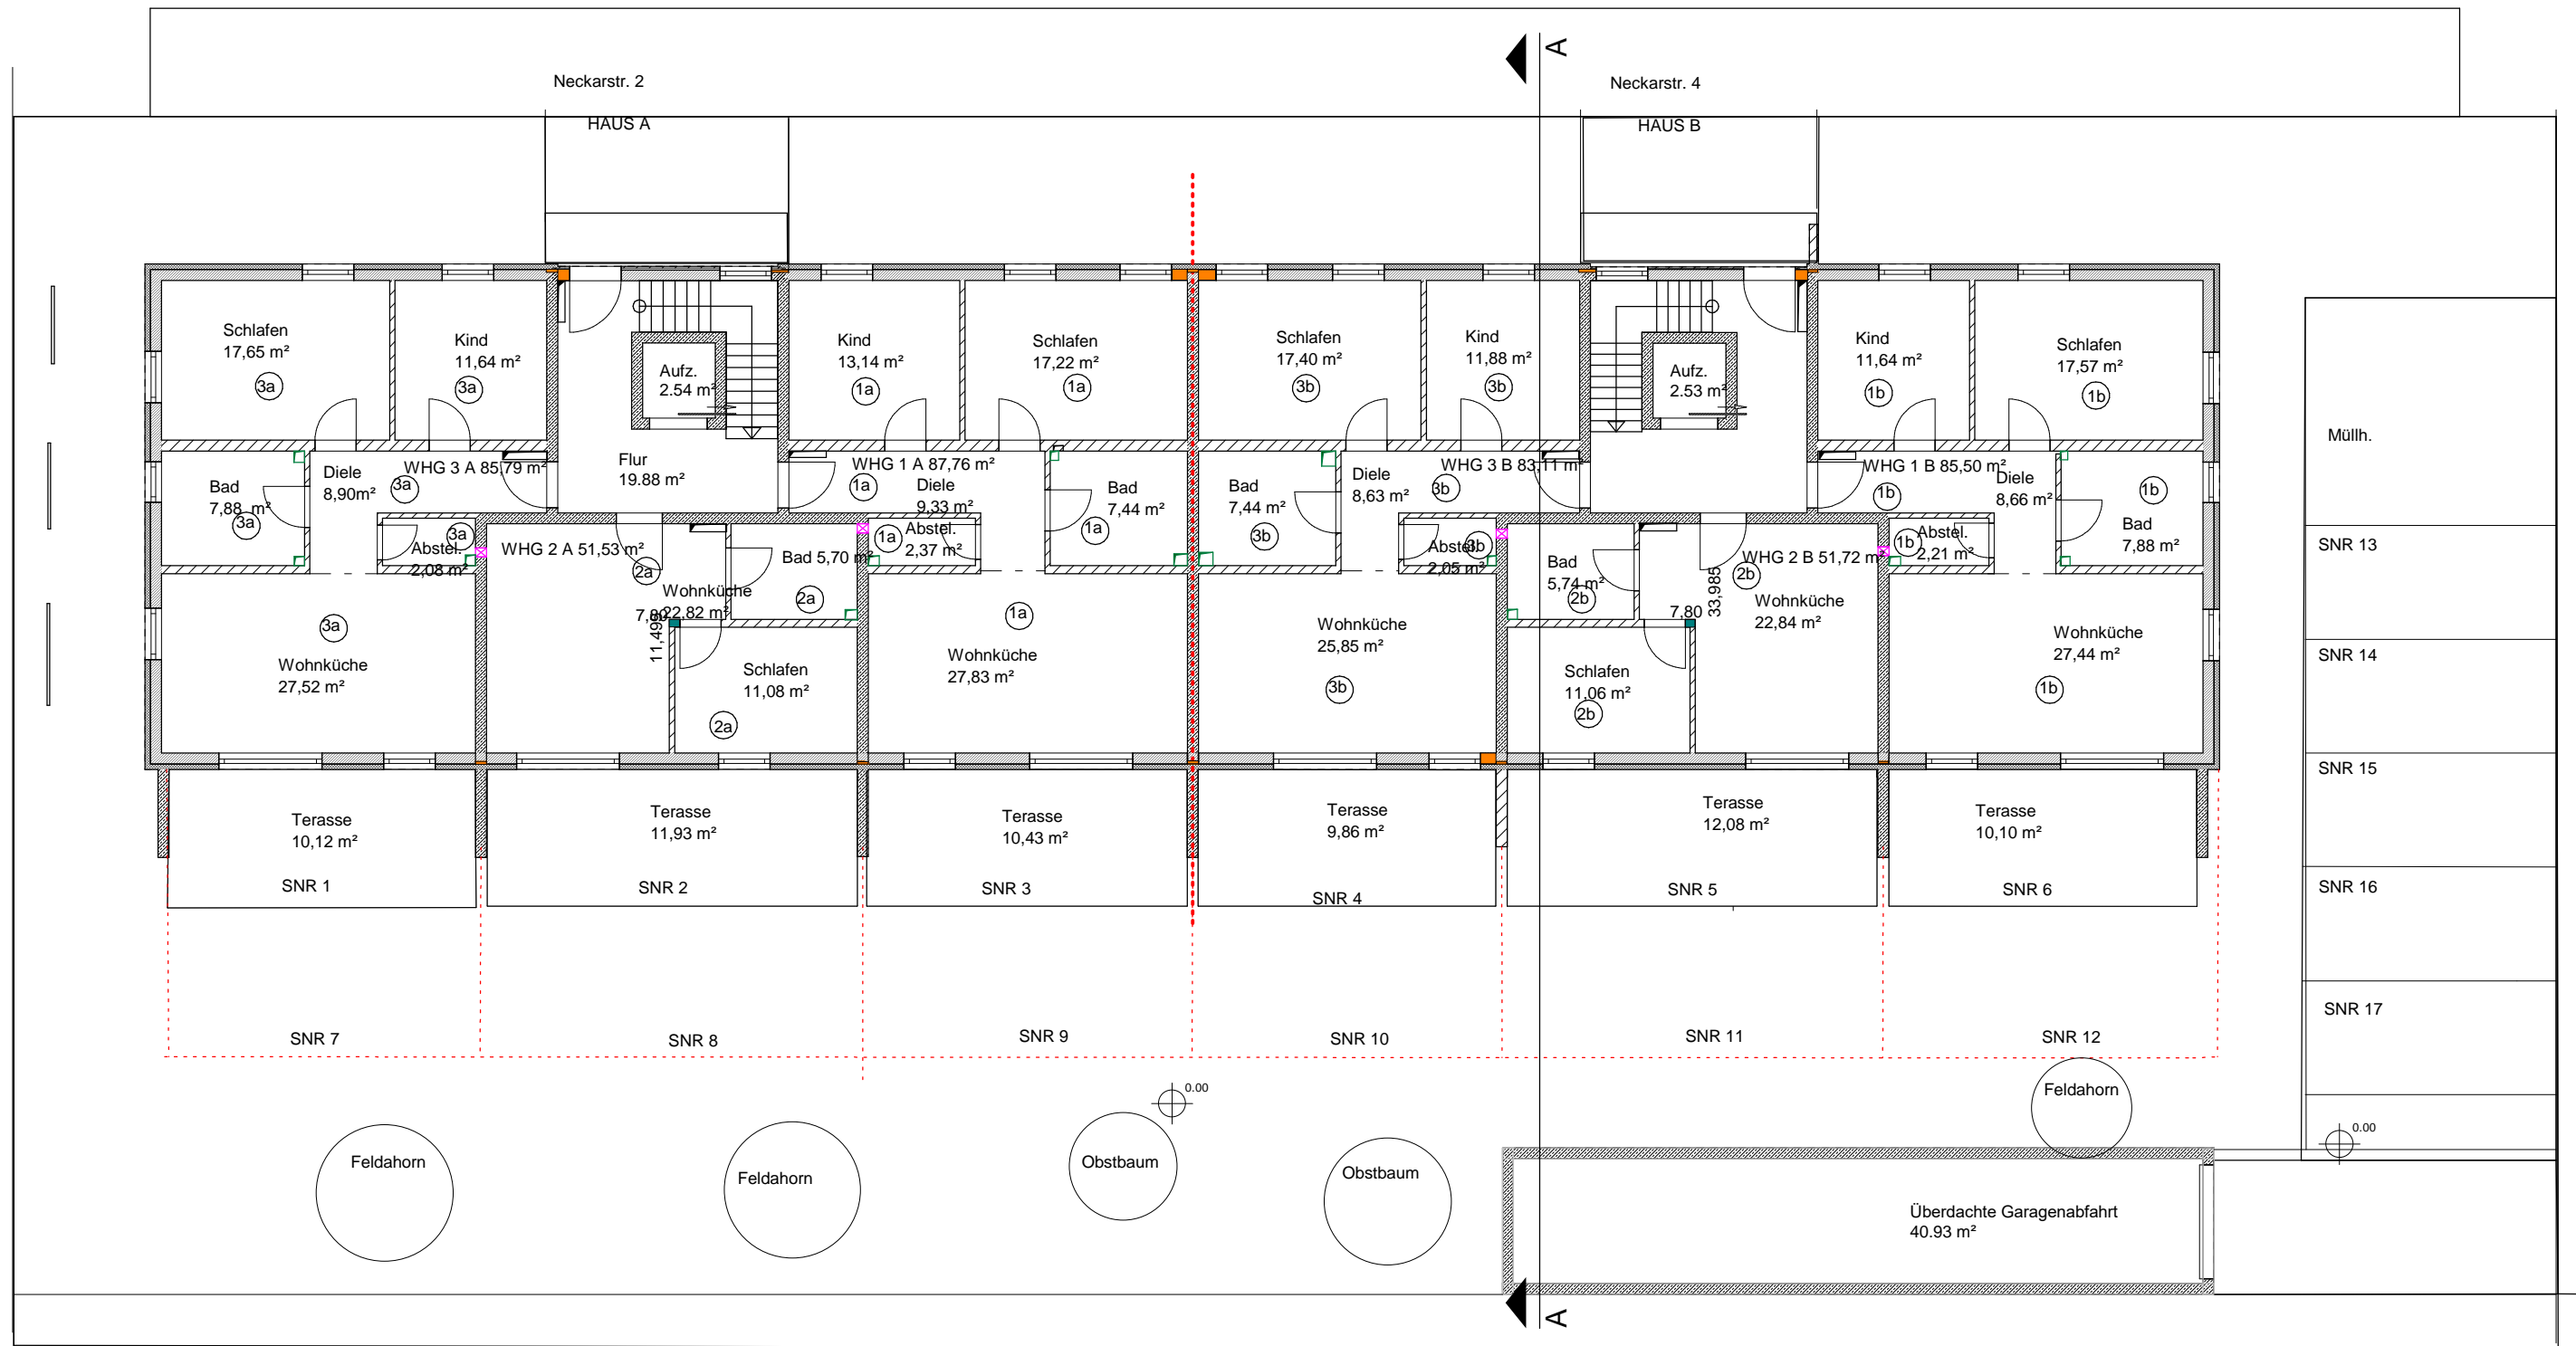 Neckarstr. 2
Neckarstr. 4
A
HAUS A
HAUS B
Schlafen
17,65 m²
3a
Kind
11,64 m²
3a
Aufz.
2.54 m²
Kind
13,14 m²
1a
Schlafen
17,22 m²
1a
Schlafen
17,40 m²
3b
Kind
11,88 m²
3b
Aufz.
2.53 m²
Kind
11,64 m²
1b
Schlafen
17,57 m²
1b
Müllh.
Bad
7,88 m²
3a
Diele
8,90m²
WHG 3 A 85,79 m²
3a
Flur
19.88 m²
WHG 1 A 87,76 m²
1a
Diele
9,33 m²
Bad
7,44 m²
1a
Bad
7,44 m²
3b
Diele
8,63 m²
WHG 3 B 83,11 m²
3b
WHG 1 B 85,50 m²
1b
Diele
8,66 m²
1b
Bad
7,88 m²
3a
Abstel.
2,08 m²
WHG 2 A 51,53 m²
2a
Wohnküche
22,82 m²
7,80
11,495
Bad 5,70 m²
2a
1a
Abstel.
2,37 m²
3b
Abstel.
2,05 m²
Bad
5,74 m²
2b
WHG 2 B 51,72 m²
2b
33,985
7,80
Wohnküche
22,84 m²
1b
Abstel.
2,21 m²
SNR 13
3a
Wohnküche
27,52 m²
Schlafen
11,08 m²
2a
1a
Wohnküche
27,83 m²
Wohnküche
25,85 m²
3b
Schlafen
11,06 m²
2b
Wohnküche
27,44 m²
1b
SNR 14
SNR 15
Terasse
10,12 m²
Terasse
11,93 m²
Terasse
10,43 m²
Terasse
9,86 m²
Terasse
12,08 m²
Terasse
10,10 m²
SNR 1
SNR 2
SNR 3
SNR 4
SNR 5
SNR 6
SNR 16
SNR 17
SNR 7
SNR 8
SNR 9
SNR 10
SNR 11
SNR 12
0.00
Feldahorn
0.00
Feldahorn
Feldahorn
Obstbaum
Obstbaum
Überdachte Garagenabfahrt
40.93 m²
A